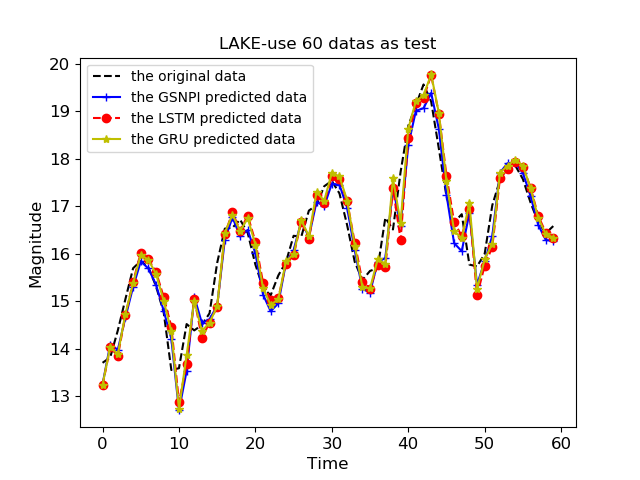 LAKE-use 60 datas as test
the original data
the GSNPI predicted data
the LSTM predicted data
the GRU predicted data
Magnitude
20
19
18
17
16
15
14
13
0 10 20 30 40 50 60
Time